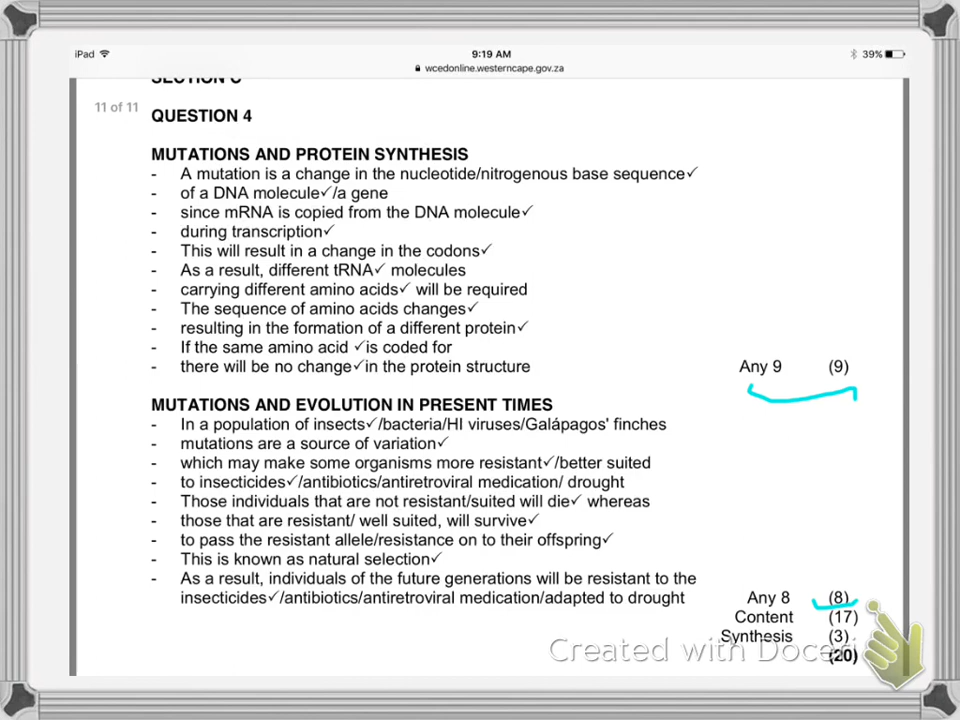 iPad 9:19 AM 39%
wcedonline.westerncape.gov.za
SECTION C
11 of 11
QUESTION 4
MUTATIONS AND PROTEIN SYNTHESIS
- A mutation is a change in the nucleotide/nitrogenous base sequence✓
- of a DNA molecule✓/a gene
- since mRNA is copied from the DNA molecule✓
- during transcription✓
- This will result in a change in the codons✓
- As a result, different tRNA✓ molecules
- carrying different amino acids✓ will be required
- The sequence of amino acids changes✓
- resulting in the formation of a different protein✓
- If the same amino acid ✓is coded for
- there will be no change✓in the protein structure Any 9 (9)
MUTATIONS AND EVOLUTION IN PRESENT TIMES
- In a population of insects✓/bacteria/HI viruses/Galápagos' finches
- mutations are a source of variation✓
- which may make some organisms more resistant✓/better suited
- to insecticides✓/antibiotics/antiretroviral medication/ drought
- Those individuals that are not resistant/suited will die✓ whereas
- those that are resistant/ well suited, will survive✓
- to pass the resistant allele/resistance on to their offspring✓
- This is known as natural selection✓
- As a result, individuals of the future generations will be resistant to the
insecticides✓/antibiotics/antiretroviral medication/adapted to drought Any 8 (8)
Content (17)
Synthesis (3)
(20)
Created with Doceri